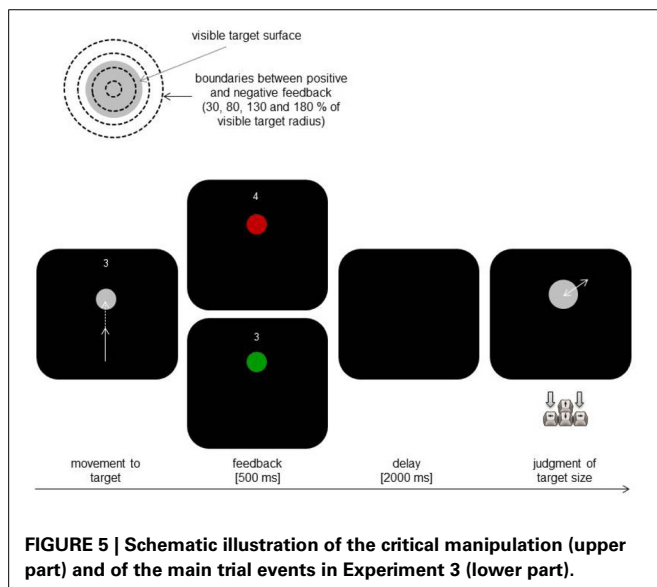 visible target surface
boundaries between positive
and negative feedback
(30, 80, 130 and 180 % of
visible target radius)
4
3
3
movement to
target
feedback
[500 ms]
delay
[2000 ms]
judgment of
target size
FIGURE 5 | Schematic illustration of the critical manipulation (upper
part) and of the main trial events in Experiment 3 (lower part).